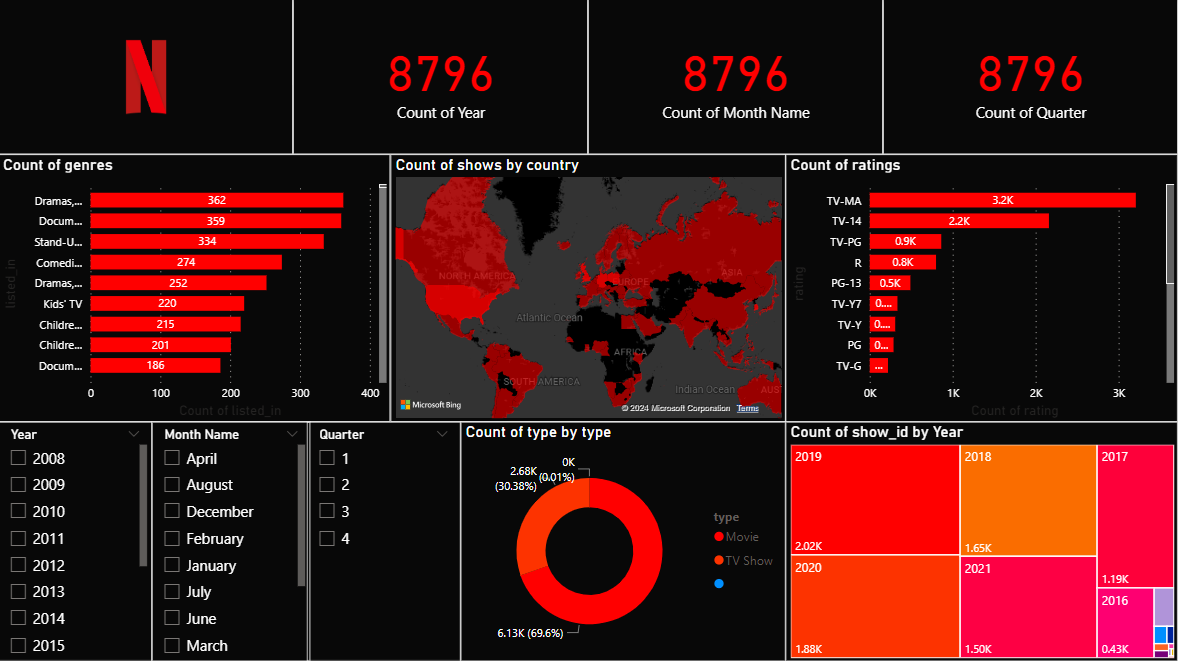 N
8796
Count of Year
8796
Count of Month Name
8796
Count of Quarter
Count of genres
listed_in
Dramas,... 362
Docum... 359
Stand-U... 334
Comedi... 274
Dramas,... 252
Kids' TV 220
Childre... 215
Childre... 201
Docum... 186
0 100 200 300 400
Count of listed_in
Count of shows by country
NORTH AMERICA
EUROPE
ASIA
Atlantic Ocean
AFRICA
SOUTH AMERICA
Indian Ocean
AUST
Microsoft Bing
© 2024 Microsoft Corporation Terms
Count of ratings
rating
TV-MA 3.2K
TV-14 2.2K
TV-PG 0.9K
R 0.8K
PG-13 0.5K
TV-Y7 0....
TV-Y 0....
PG 0...
TV-G ...
0K 1K 2K 3K
Count of rating
Year
2008
2009
2010
2011
2012
2013
2014
2015
Month Name
April
August
December
February
January
July
June
March
Quarter
1
2
3
4
Count of type by type
0K
(0.01%)
2.68K
(30.38%)
6.13K (69.6%)
type
Movie
TV Show
Count of show_id by Year
2019
2.02K
2018
1.65K
2017
1.19K
2020
1.88K
2021
1.50K
2016
0.43K